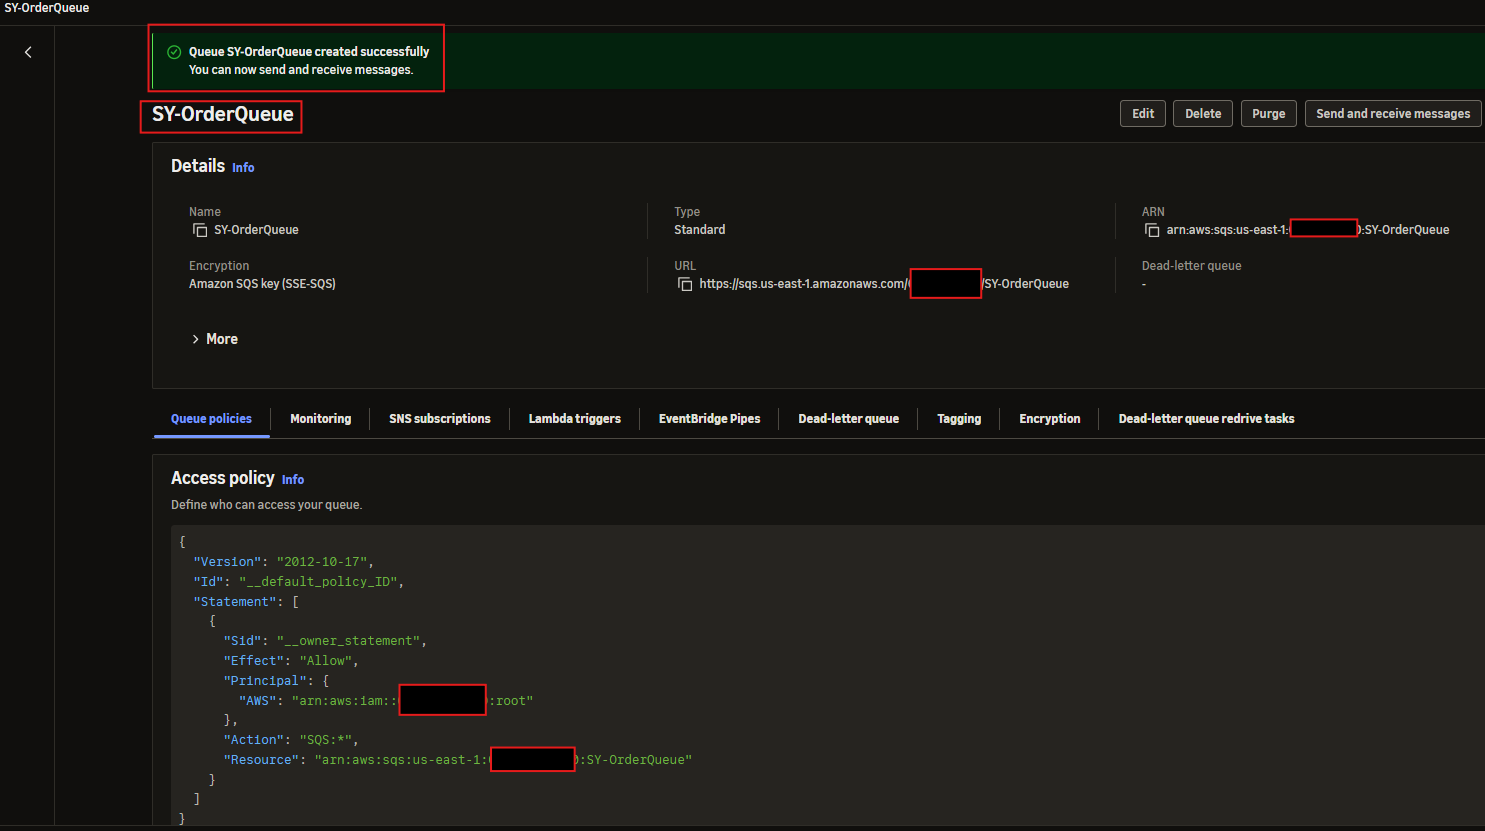 SY-OrderQueue
Queue SY-OrderQueue created successfully
You can now send and receive messages.
SY-OrderQueue
Edit Delete Purge Send and receive messages
Details Info
Name Type ARN
SY-OrderQueue Standard arn:aws:sqs:us-east-1: :SY-OrderQueue
Encryption URL Dead-letter queue
Amazon SQS key (SSE-SQS) https://sqs.us-east-1.amazonaws.com/ /SY-OrderQueue -
More
Queue policies Monitoring SNS subscriptions Lambda triggers EventBridge Pipes Dead-letter queue Tagging Encryption Dead-letter queue redrive tasks
Access policy Info
Define who can access your queue.
{
"Version": "2012-10-17",
"Id": "__default_policy_ID",
"Statement": [
{
"Sid": "__owner_statement",
"Effect": "Allow",
"Principal": {
"AWS": "arn:aws:iam:: :root"
},
"Action": "SQS:*",
"Resource": "arn:aws:sqs:us-east-1: :SY-OrderQueue"
}
]
}